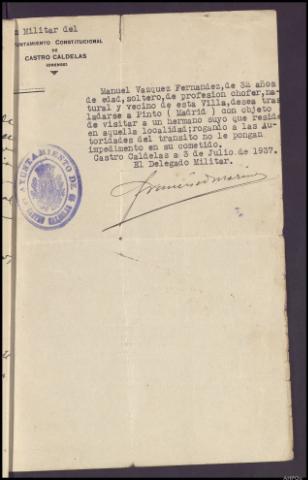 Militar del
AYUNTAMIENTO CONSTITUCIONAL
DE
CASTRO CALDELAS
(ORENSE)
Manuel Vazquez Fernandez, de 32 años
de edad, soltero, de profesion chofer, na-
tural y vecino de esta Villa, desea tras
ladarse a Pinto ( Madrid ) con objeto
de visitar a un hermano suyo que reside
en aquella localidad; rogando a las Au-
toridades del transito no le pongan
impedimento en su cometido.
Castro Caldelas a 3 de Julio de 1937.
El Delegado Militar.
AYUNTAMIENTO DE